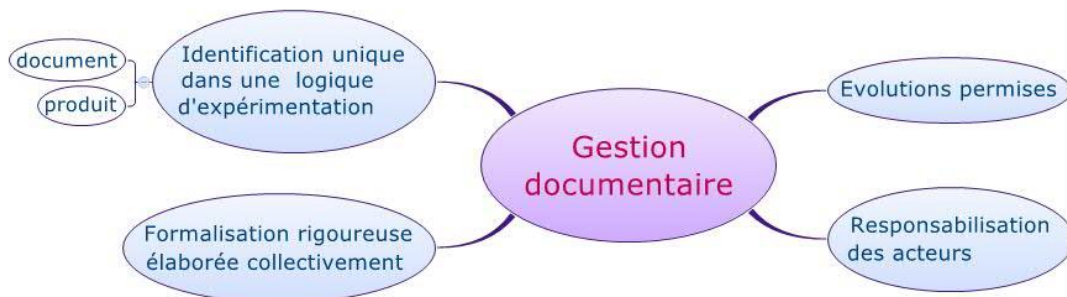 document
produit
Identification unique
dans une logique
d'expérimentation
Gestion
documentaire
Evolutions permises
Formalisation rigoureuse
élaborée collectivement
Responsabilisation
des acteurs